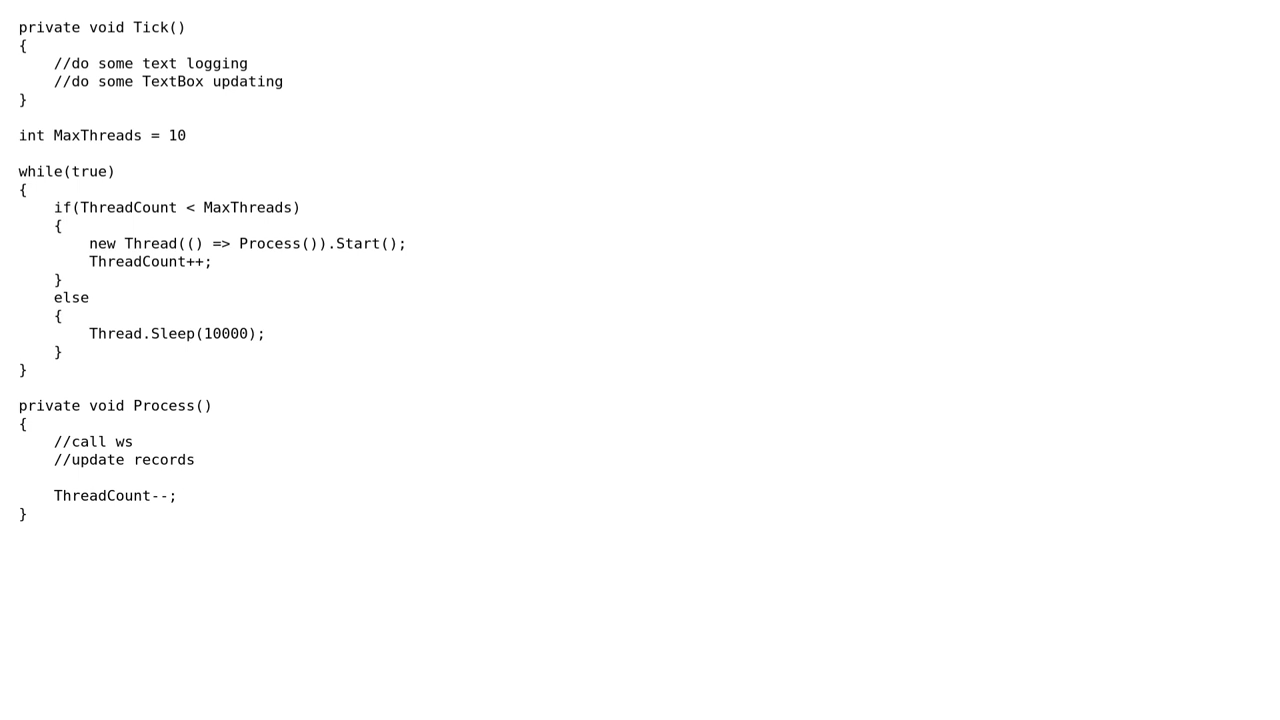 private void Tick()
{
    //do some text logging
    //do some TextBox updating
}

int MaxThreads = 10

while(true)
{
    if(ThreadCount < MaxThreads)
    {
        new Thread(() => Process()).Start();
        ThreadCount++;
    }
    else
    {
        Thread.Sleep(10000);
    }
}

private void Process()
{
    //call ws
    //update records

    ThreadCount--;
}